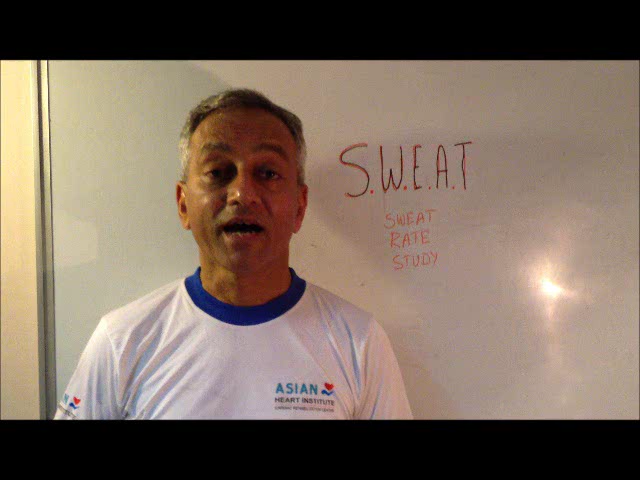 S.W.E.A.T
SWEAT
RATE
STUDY
ASIAN
HEART INSTITUTE